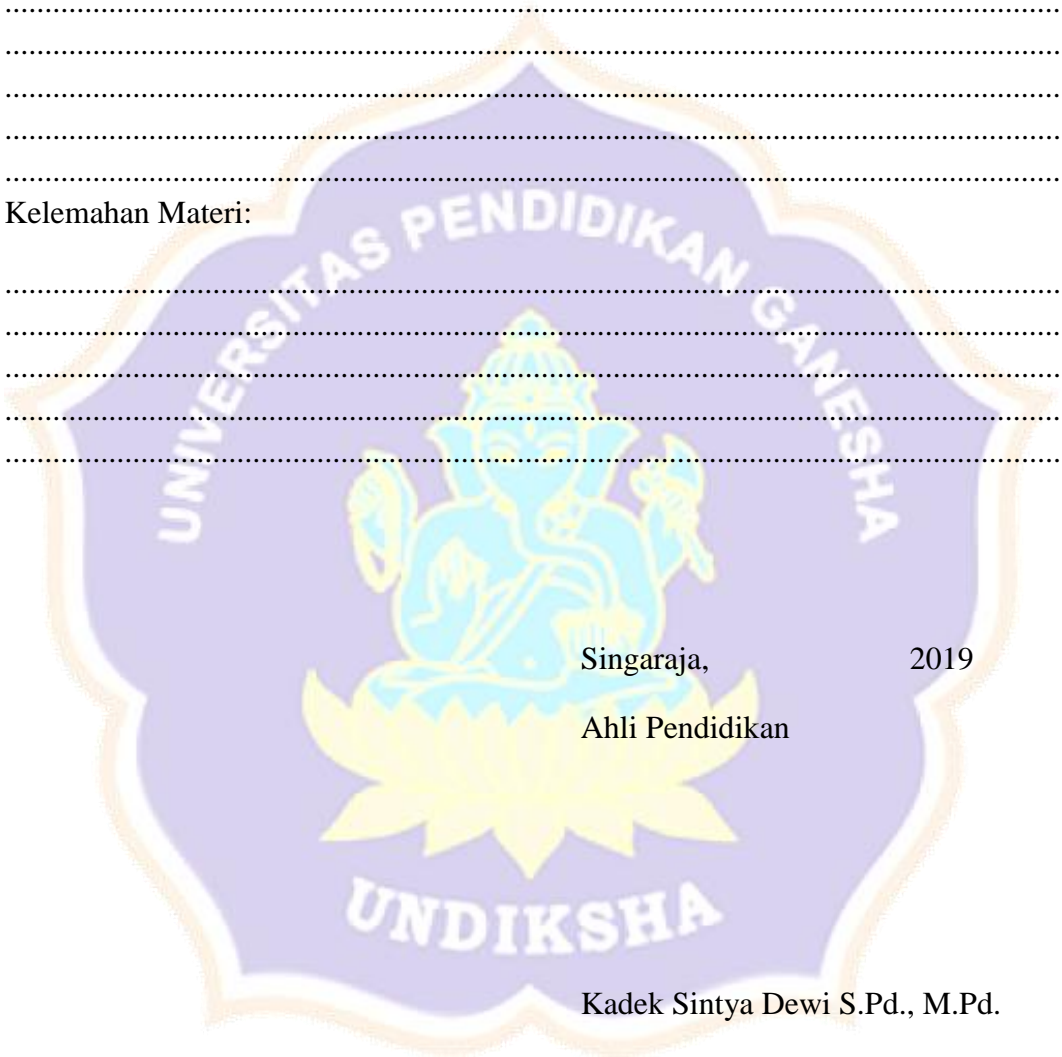 ..........................................................................................................................................
..........................................................................................................................................
..........................................................................................................................................
..........................................................................................................................................
..........................................................................................................................................
Kelemahan Materi:
..........................................................................................................................................
..........................................................................................................................................
..........................................................................................................................................
..........................................................................................................................................
..........................................................................................................................................
UNIVERSITAS PENDIDIKAN GANESHA
Singaraja, 2019
Ahli Pendidikan
UNDIKSHA
Kadek Sintya Dewi S.Pd., M.Pd.